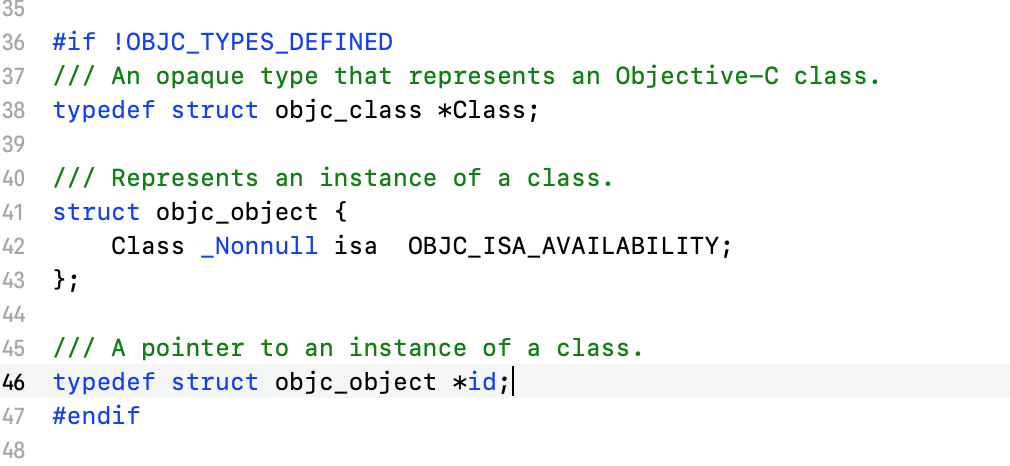 35
36 #if !OBJC_TYPES_DEFINED
37 /// An opaque type that represents an Objective-C class.
38 typedef struct objc_class *Class;
39
40 /// Represents an instance of a class.
41 struct objc_object {
42     Class _Nonnull isa  OBJC_ISA_AVAILABILITY;
43 };
44
45 /// A pointer to an instance of a class.
46 typedef struct objc_object *id;
47 #endif
48